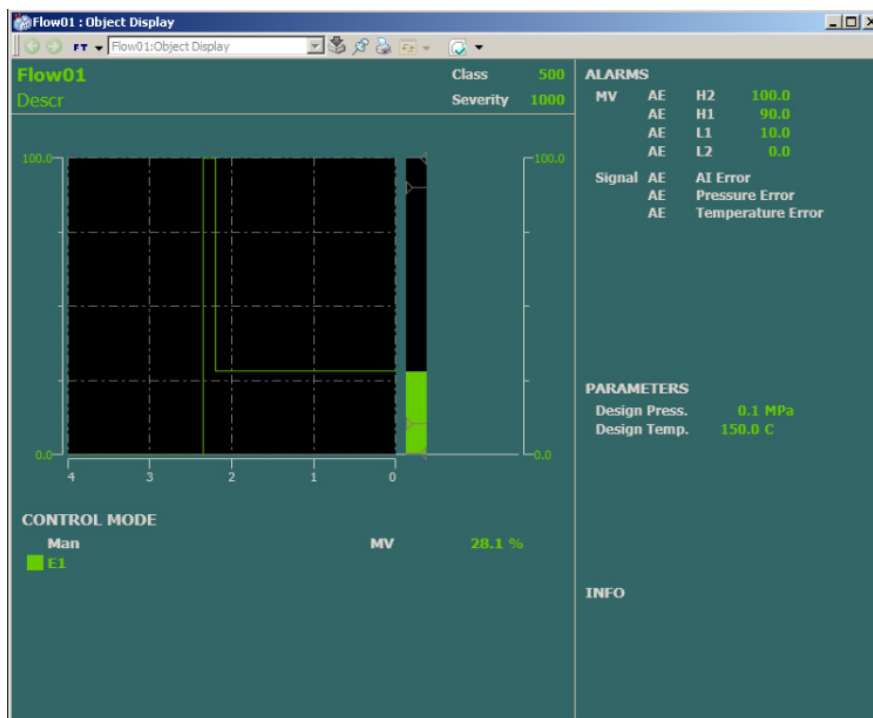 Flow01 : Object Display
FT Flow01:Object Display
Flow01
Descr
Class 500
Severity 1000
100.0
100.0
0.0
0.0
4 3 2 1 0
CONTROL MODE
Man MV 28.1 %
E1
ALARMS
MV AE H2 100.0
AE H1 90.0
AE L1 10.0
AE L2 0.0
Signal AE AI Error
AE Pressure Error
AE Temperature Error
PARAMETERS
Design Press. 0.1 MPa
Design Temp. 150.0 C
INFO